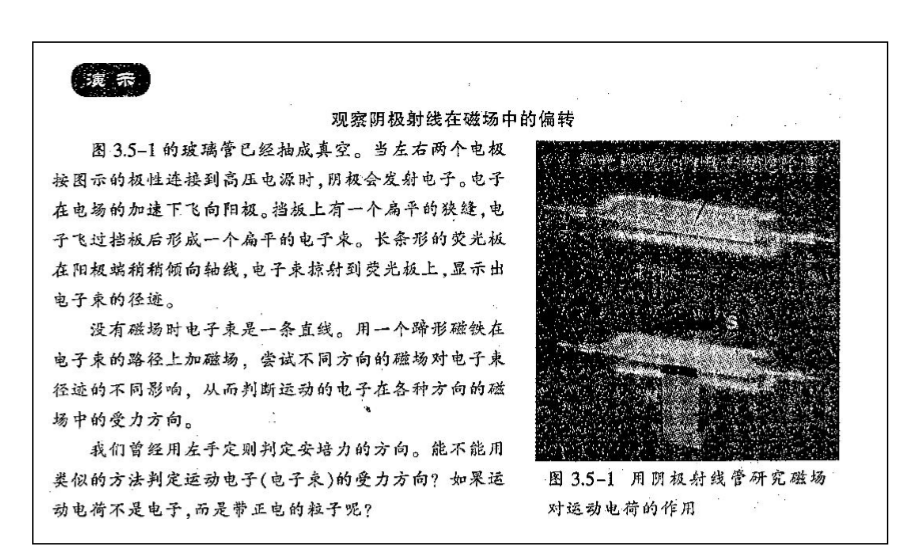 演示
观察阴极射线在磁场中的偏转
图 3.5-1 的玻璃管已经抽成真空。当左右两个电极
按图示的极性连接到高压电源时,阴极会发射电子。电子
在电场的加速下飞向阳极。挡板上有一个扁平的狭缝,电
子飞过挡板后形成一个扁平的电子束。长条形的荧光板
在阳极端稍稍倾向轴线,电子束掠射到荧光板上,显示出
电子束的径迹。
没有磁场时电子束是一条直线。用一个蹄形磁铁在
电子束的路径上加磁场，尝试不同方向的磁场对电子束
径迹的不同影响，从而判断运动的电子在各种方向的磁
场中的受力方向。
我们曾经用左手定则判定安培力的方向。能不能用
类似的方法判定运动电子(电子束)的受力方向？如果运
动电荷不是电子,而是带正电的粒子呢?
S
图 3.5-1 用阴极射线管研究磁场
对运动电荷的作用